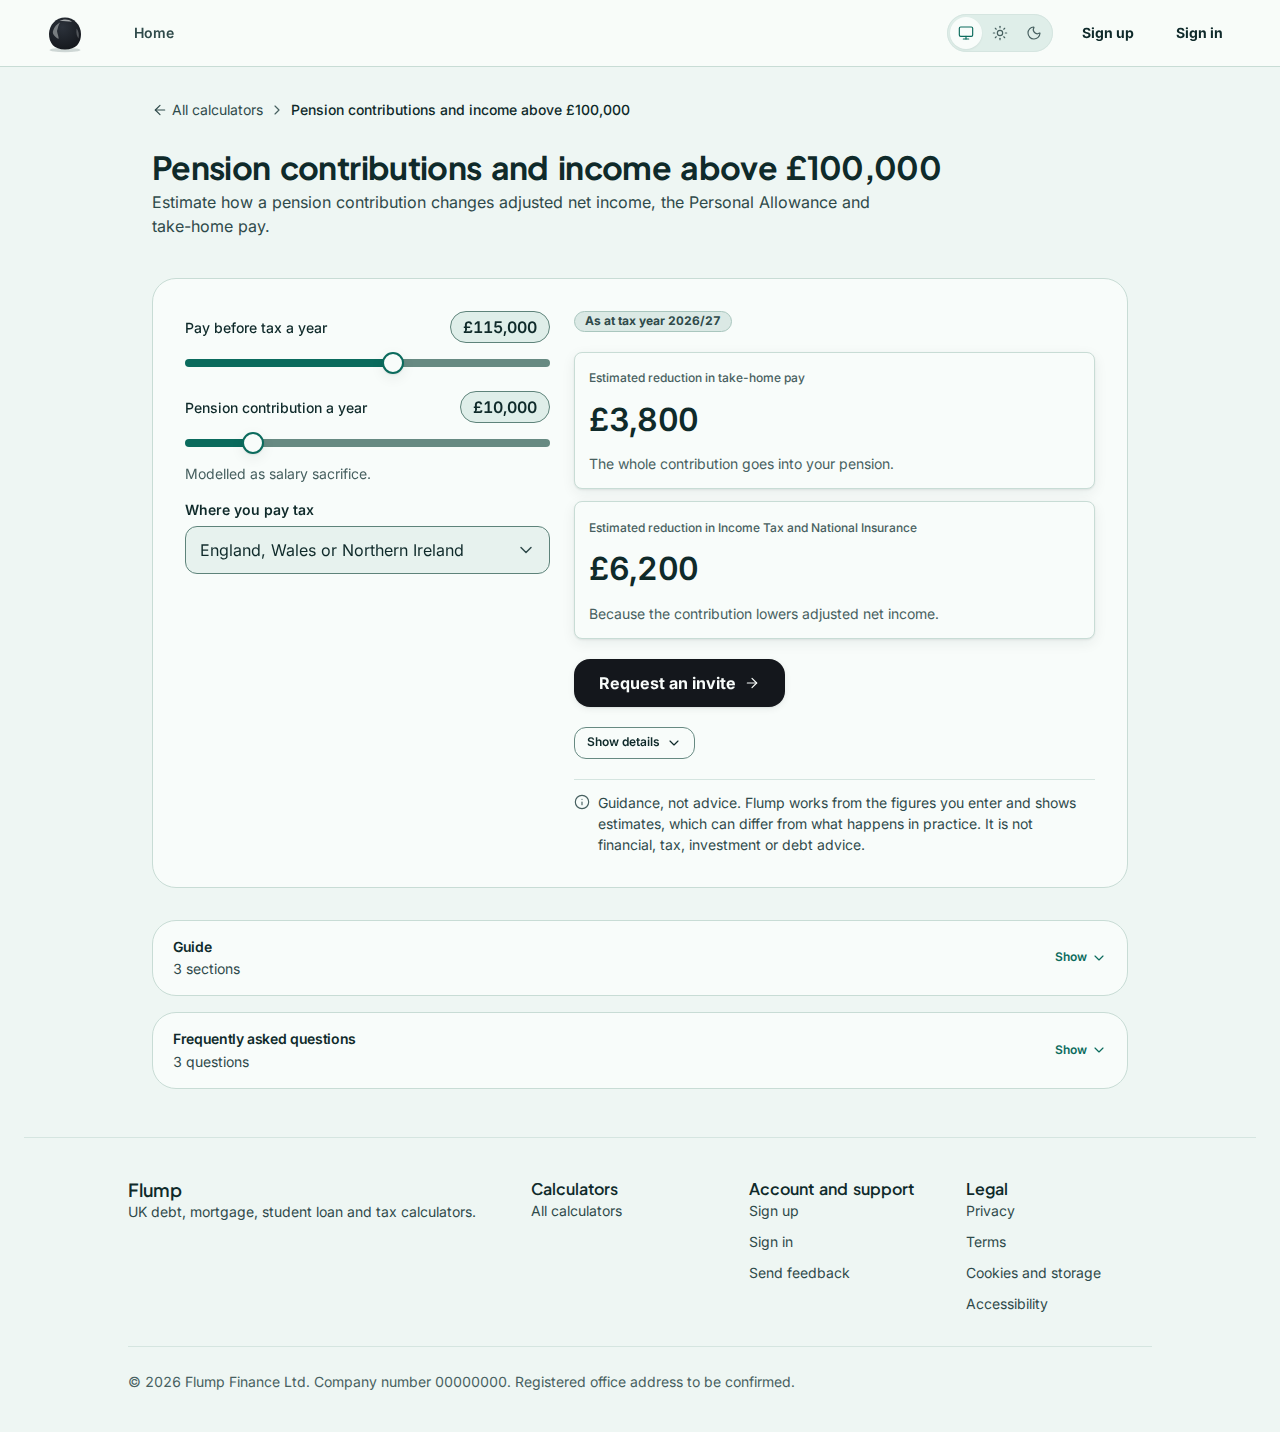 Home
Sign up
Sign in
All calculators
Pension contributions and income above £100,000
Pension contributions and income above £100,000
Estimate how a pension contribution changes adjusted net income, the Personal Allowance and
take-home pay.
Pay before tax a year
£115,000
Pension contribution a year
£10,000
Modelled as salary sacrifice.
Where you pay tax
England, Wales or Northern Ireland
As at tax year 2026/27
Estimated reduction in take-home pay
£3,800
The whole contribution goes into your pension.
Estimated reduction in Income Tax and National Insurance
£6,200
Because the contribution lowers adjusted net income.
Request an invite
Show details
Guidance, not advice. Flump works from the figures you enter and shows
estimates, which can differ from what happens in practice. It is not
financial, tax, investment or debt advice.
Guide
3 sections
Show
Frequently asked questions
3 questions
Show
Flump
UK debt, mortgage, student loan and tax calculators.
Calculators
All calculators
Account and support
Sign up
Sign in
Send feedback
Legal
Privacy
Terms
Cookies and storage
Accessibility
© 2026 Flump Finance Ltd. Company number 00000000. Registered office address to be confirmed.